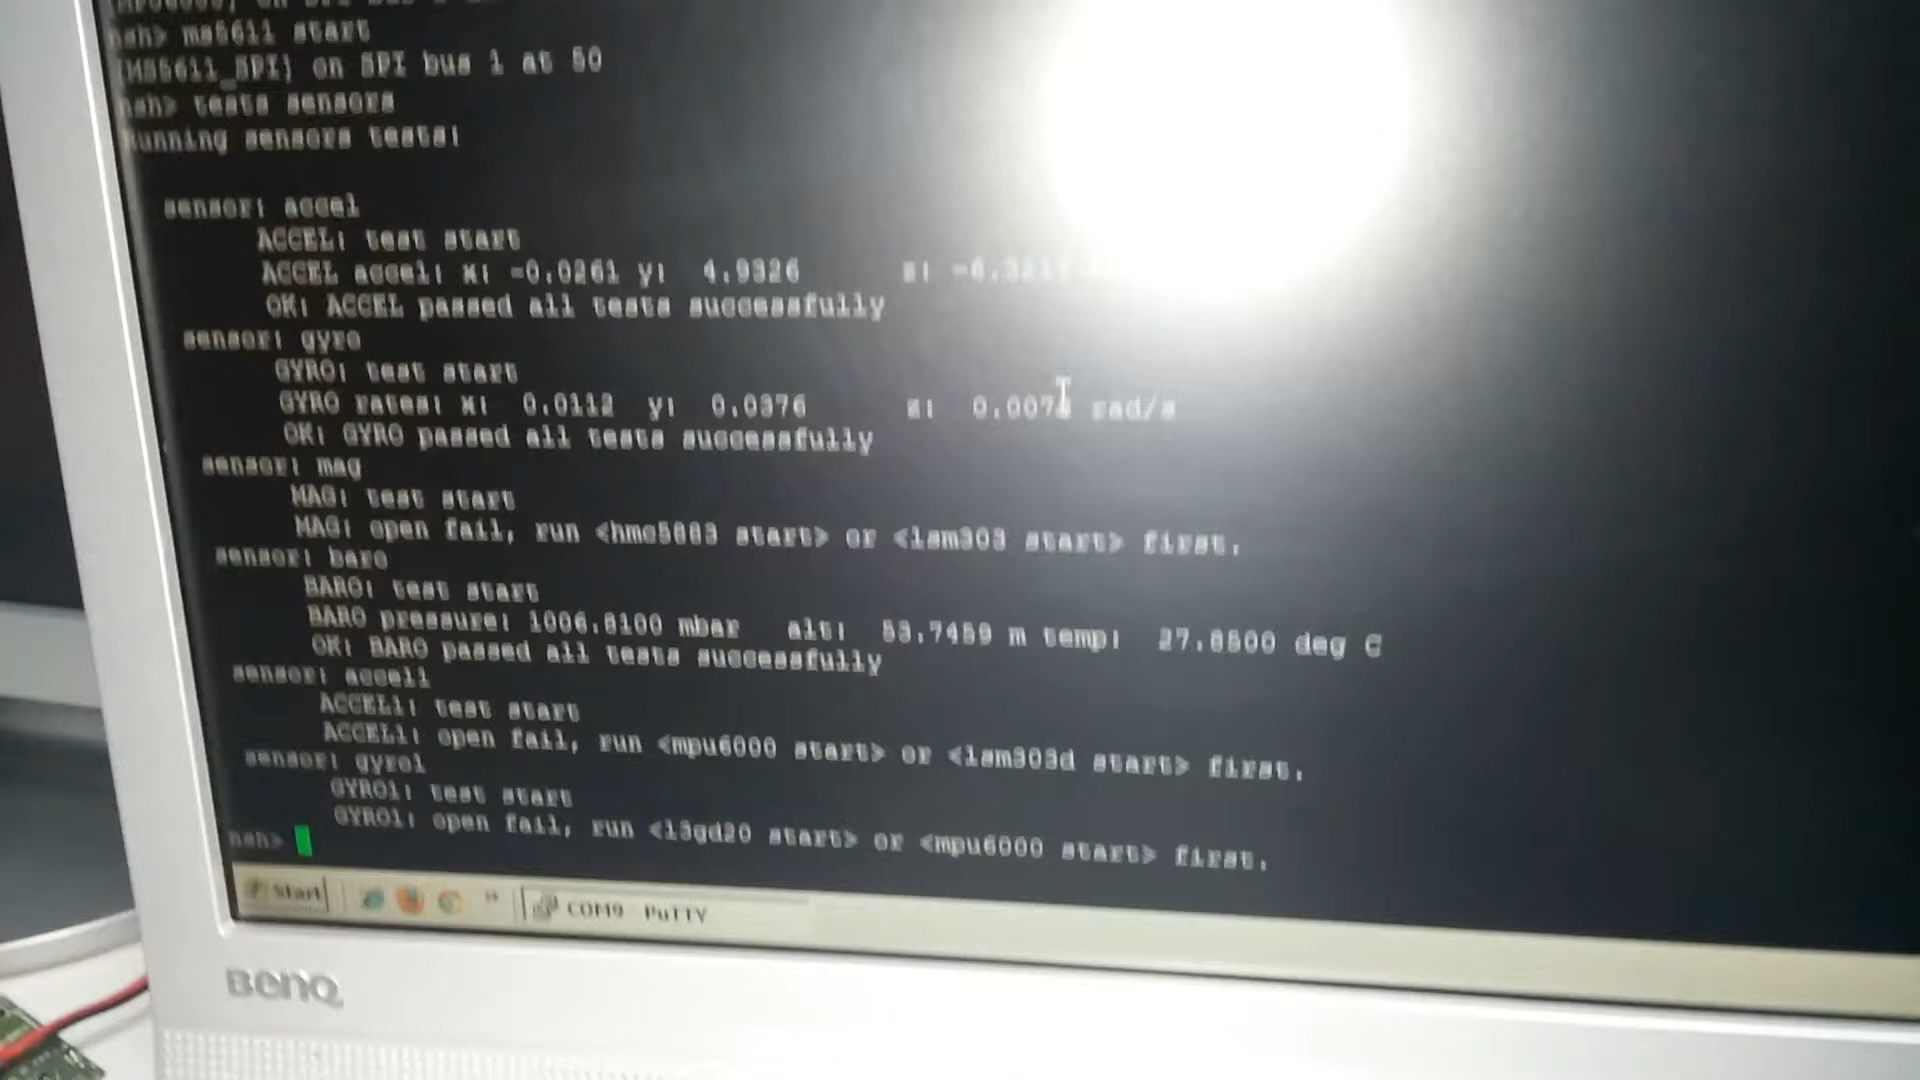 nsh> ms5611 start
[MS5611_SPI] on SPI bus 1 at 50
nsh> tests sensors
Running sensors tests:
sensor: accel
ACCEL: test start
ACCEL accel: x: -0.0261 y: 4.9326 z:
OK: ACCEL passed all tests successfully
sensor: gyro
GYRO: test start
GYRO rates: x: 0.0112 y: 0.0376 z: rad/s
OK: GYRO passed all tests successfully
sensor: mag
MAG: test start
MAG: open fail, run <hmc5883 start> or <lsm303 start> first.
sensor: baro
BARO: test start
BARO pressure: 1006.8100 mbar alt: 53.7459 m temp: 27.8500 deg C
OK: BARO passed all tests successfully
sensor: accel1
ACCEL1: test start
ACCEL1: open fail, run <mpu6000 start> or <lsm303d start> first.
sensor: gyro1
GYRO1: test start
GYRO1: open fail, run <l3gd20 start> or <mpu6000 start> first.
nsh>
Start
COM9 - PuTTY
BenQ